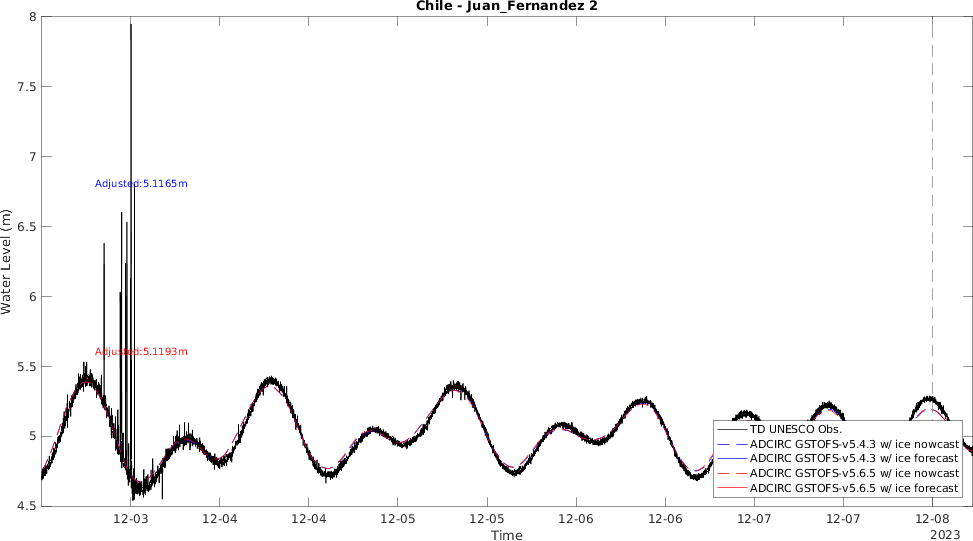 Chile - Juan_Fernandez 2
Water Level (m)
8
7.5
7
6.5
6
5.5
5
4.5
Adjusted:5.1165m
Adjusted:5.1193m
TD UNESCO Obs.
ADCIRC GSTOFS-v5.4.3 w/ ice nowcast
ADCIRC GSTOFS-v5.4.3 w/ ice forecast
ADCIRC GSTOFS-v5.6.5 w/ ice nowcast
ADCIRC GSTOFS-v5.6.5 w/ ice forecast
12-03 12-04 12-04 12-05 12-05 12-06 12-06 12-07 12-07 12-08
2023
Time